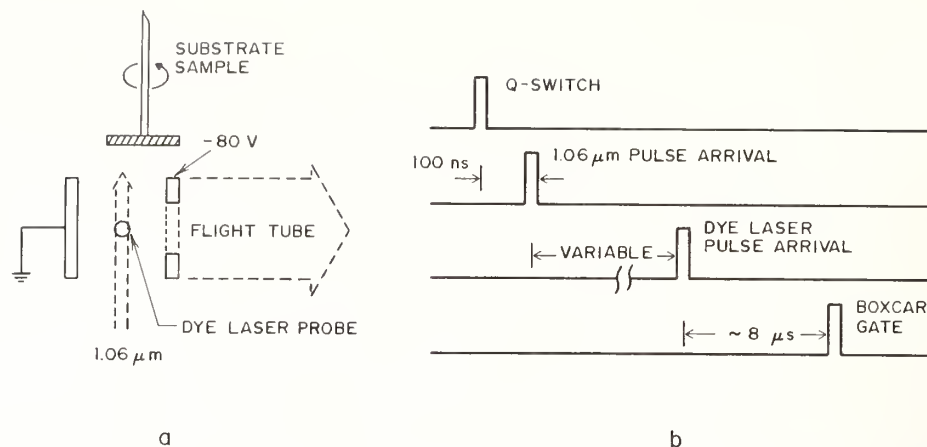 SUBSTRATE
SAMPLE
-80 V
FLIGHT TUBE
DYE LASER PROBE
1.06 μm
a
Q-SWITCH
100 ns
1.06 μm PULSE ARRIVAL
DYE LASER
PULSE ARRIVAL
VARIABLE
BOXCAR
GATE
~ 8 μs
b